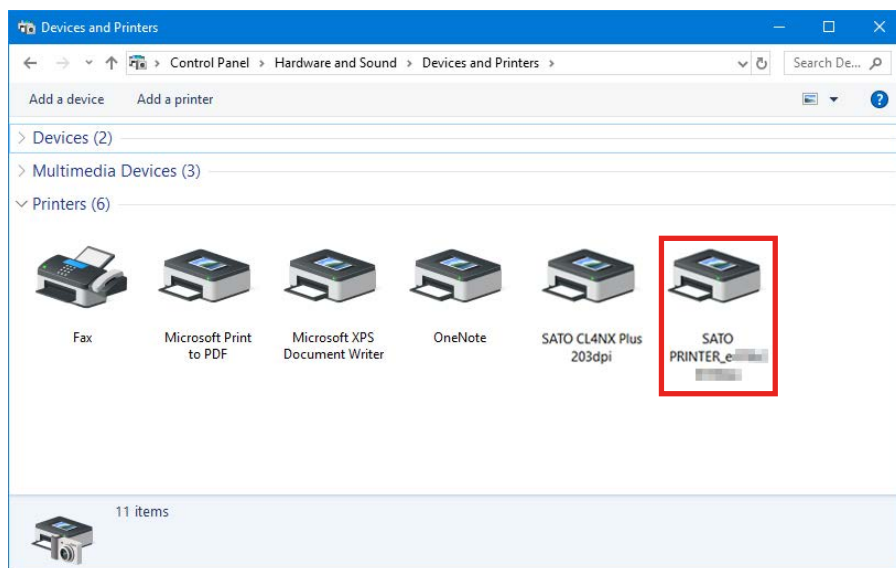 Devices and Printers
Control Panel > Hardware and Sound > Devices and Printers >
Search De...
Add a device Add a printer
?
> Devices (2)
> Multimedia Devices (3)
Printers (6)
Fax
Microsoft Print
to PDF
Microsoft XPS
Document Writer
OneNote
SATO CL4NX Plus
203dpi
SATO
PRINTER_e
11 items